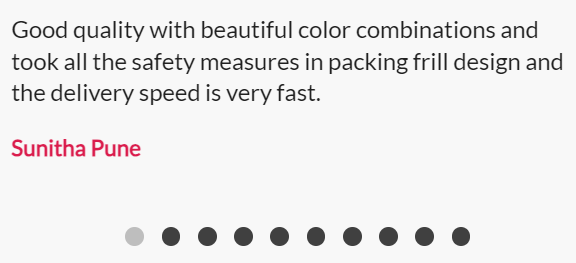 Good quality with beautiful color combinations and
took all the safety measures in packing frill design and
the delivery speed is very fast.
Sunitha Pune